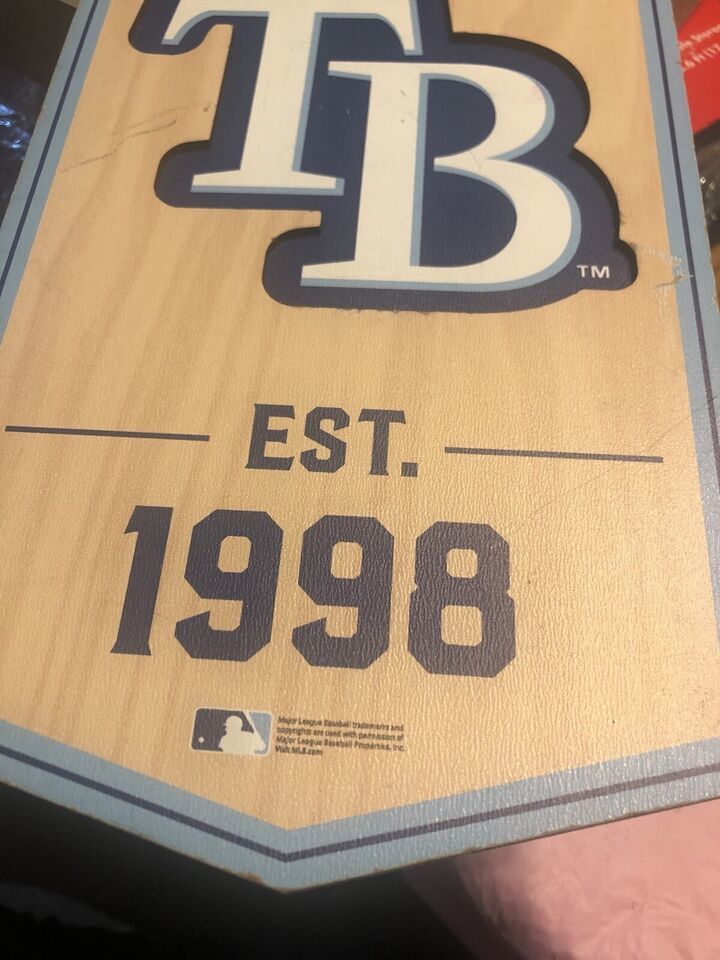 TB
TM
EST.
1998
Major League Baseball trademarks and
copyrights are used with permission of
Major League Baseball Properties, Inc.
Visit MLB.com